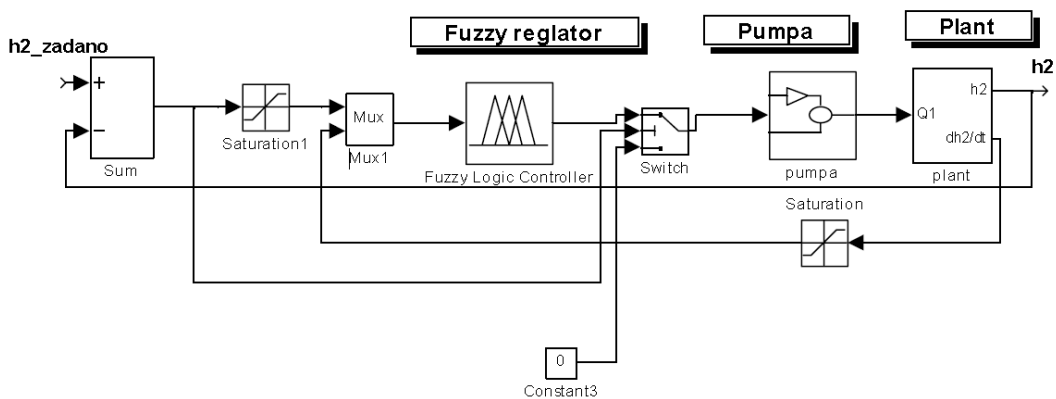 Fuzzy reglator
Pumpa
Plant
h2_zadano
h2
+
−
Sum
Saturation1
Mux
Mux1
Fuzzy Logic Controller
Switch
pumpa
Q1
h2
dh2/dt
plant
Saturation
0
Constant3